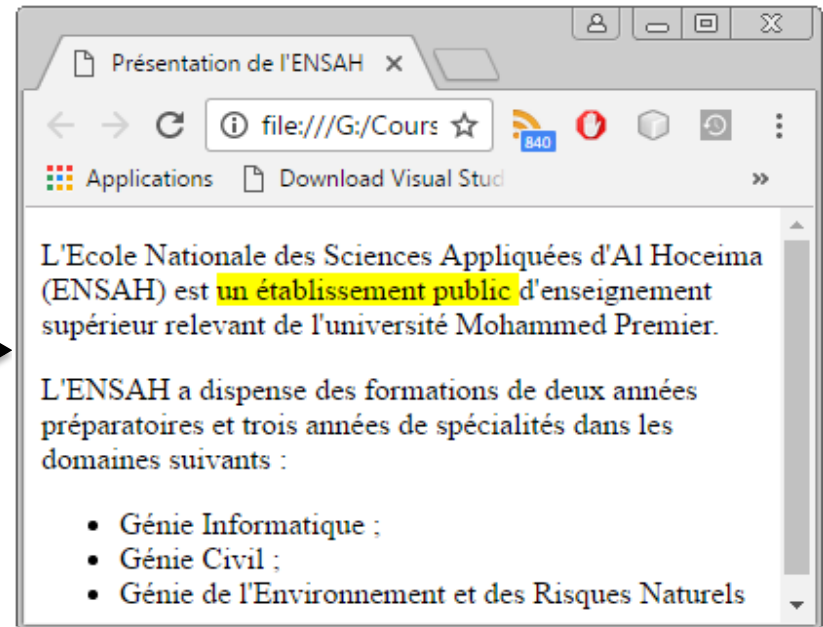 Présentation de l'ENSAH
file:///G:/Cours
840
Applications
Download Visual Stud
L'Ecole Nationale des Sciences Appliquées d'Al Hoceima
(ENSAH) est un établissement public d'enseignement
supérieur relevant de l'université Mohammed Premier.
L'ENSAH a dispense des formations de deux années
préparatoires et trois années de spécialités dans les
domaines suivants :
• Génie Informatique ;
• Génie Civil ;
• Génie de l'Environnement et des Risques Naturels